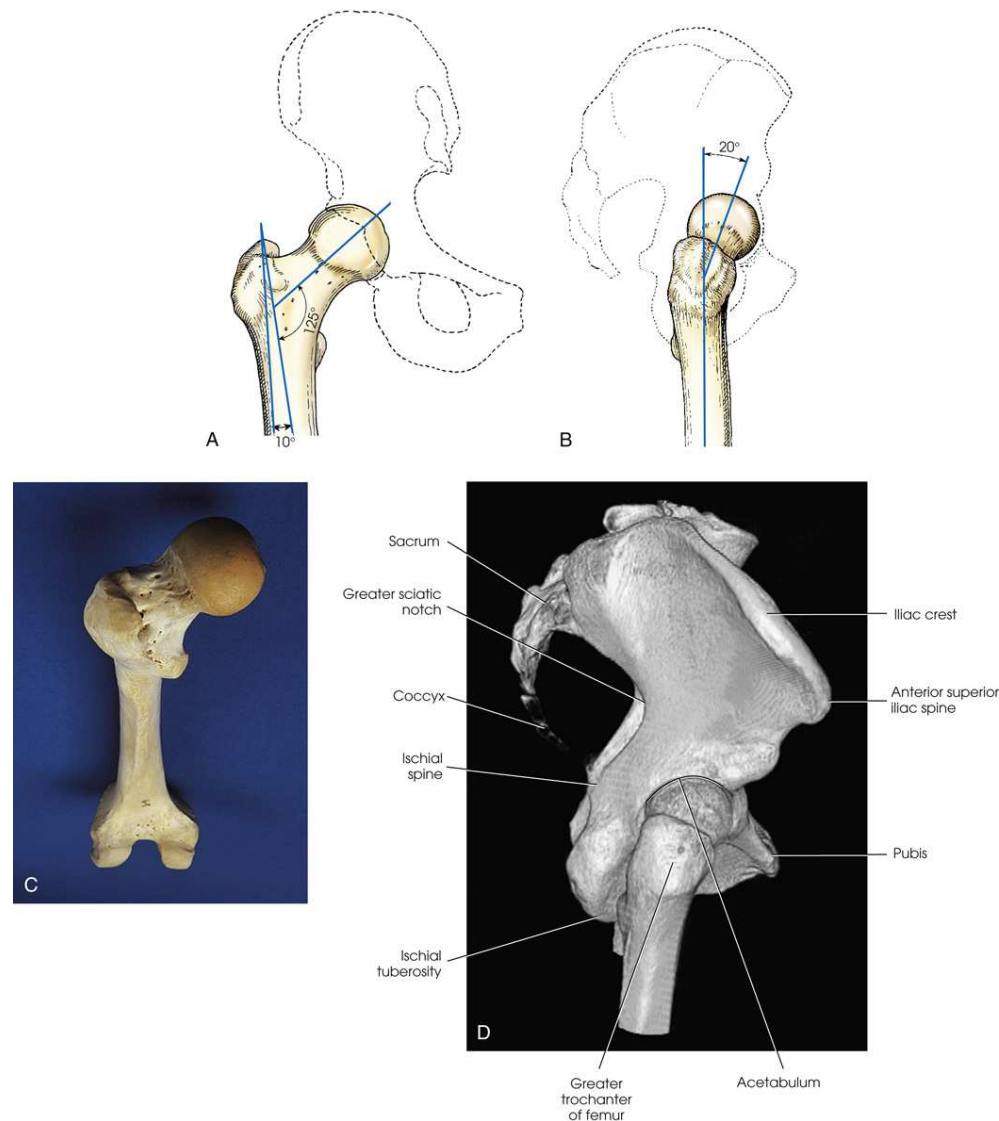 20°
125°
10°
A
B
C
Sacrum
Greater sciatic
notch
Coccyx
Ischial
spine
Ischial
tuberosity
Iliac crest
Anterior superior
iliac spine
Pubis
D
Greater
trochanter
of femur
Acetabulum